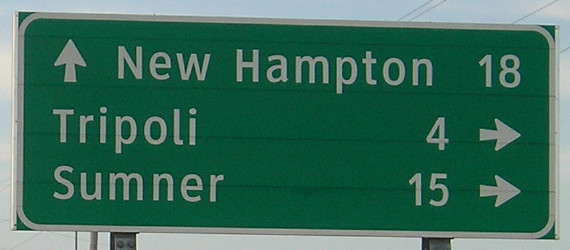 ↑ New Hampton 18
Tripoli 4 →
Sumner 15 →